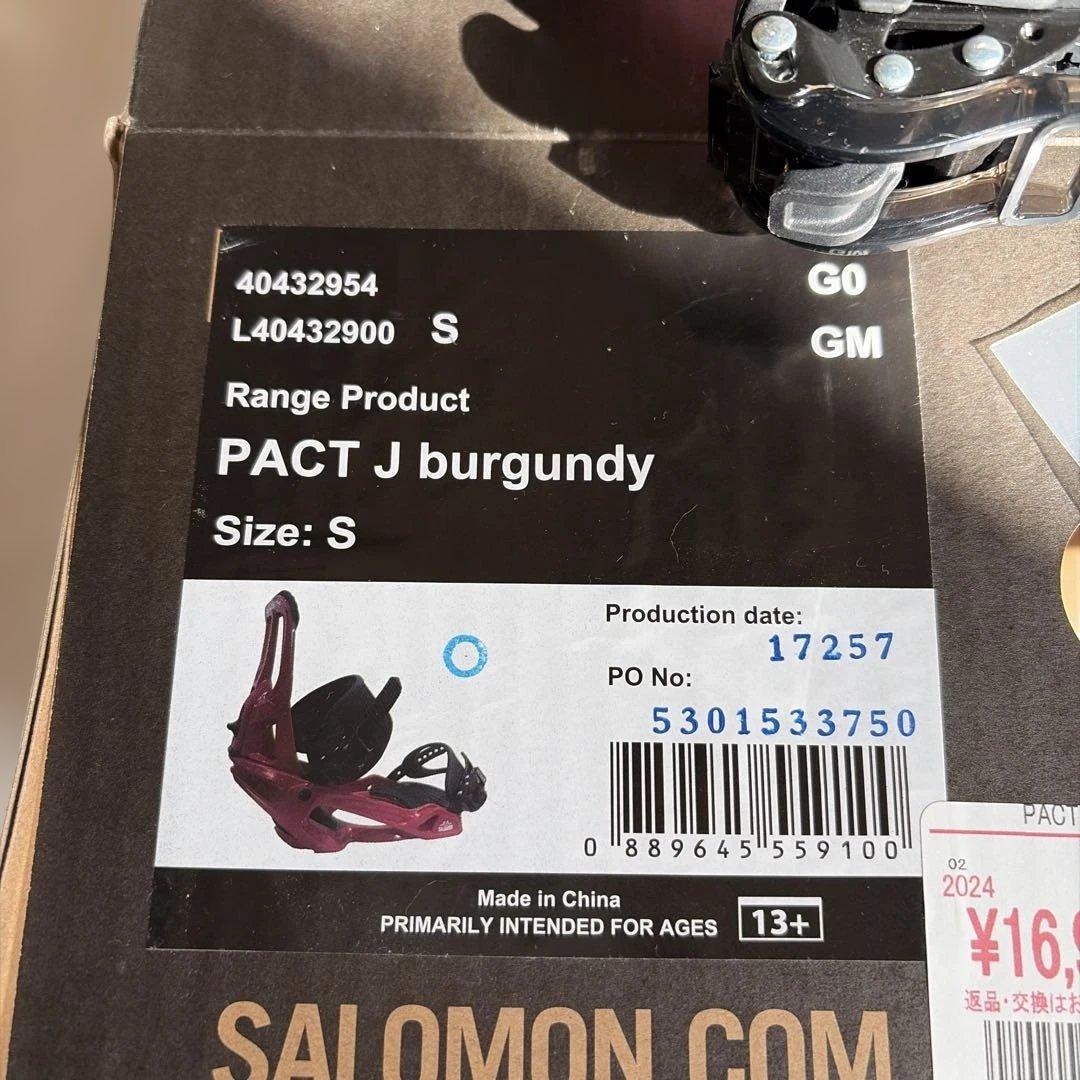 40432954
G0
L40432900 S
GM
Range Product
PACT J burgundy
Size: S
Production date:
17257
PO No:
5301533750
0 889645 559100
Made in China
PRIMARILY INTENDED FOR AGES 13+
SALOMON.COM
PACT
02
2024
¥16,9
返品・交換はお